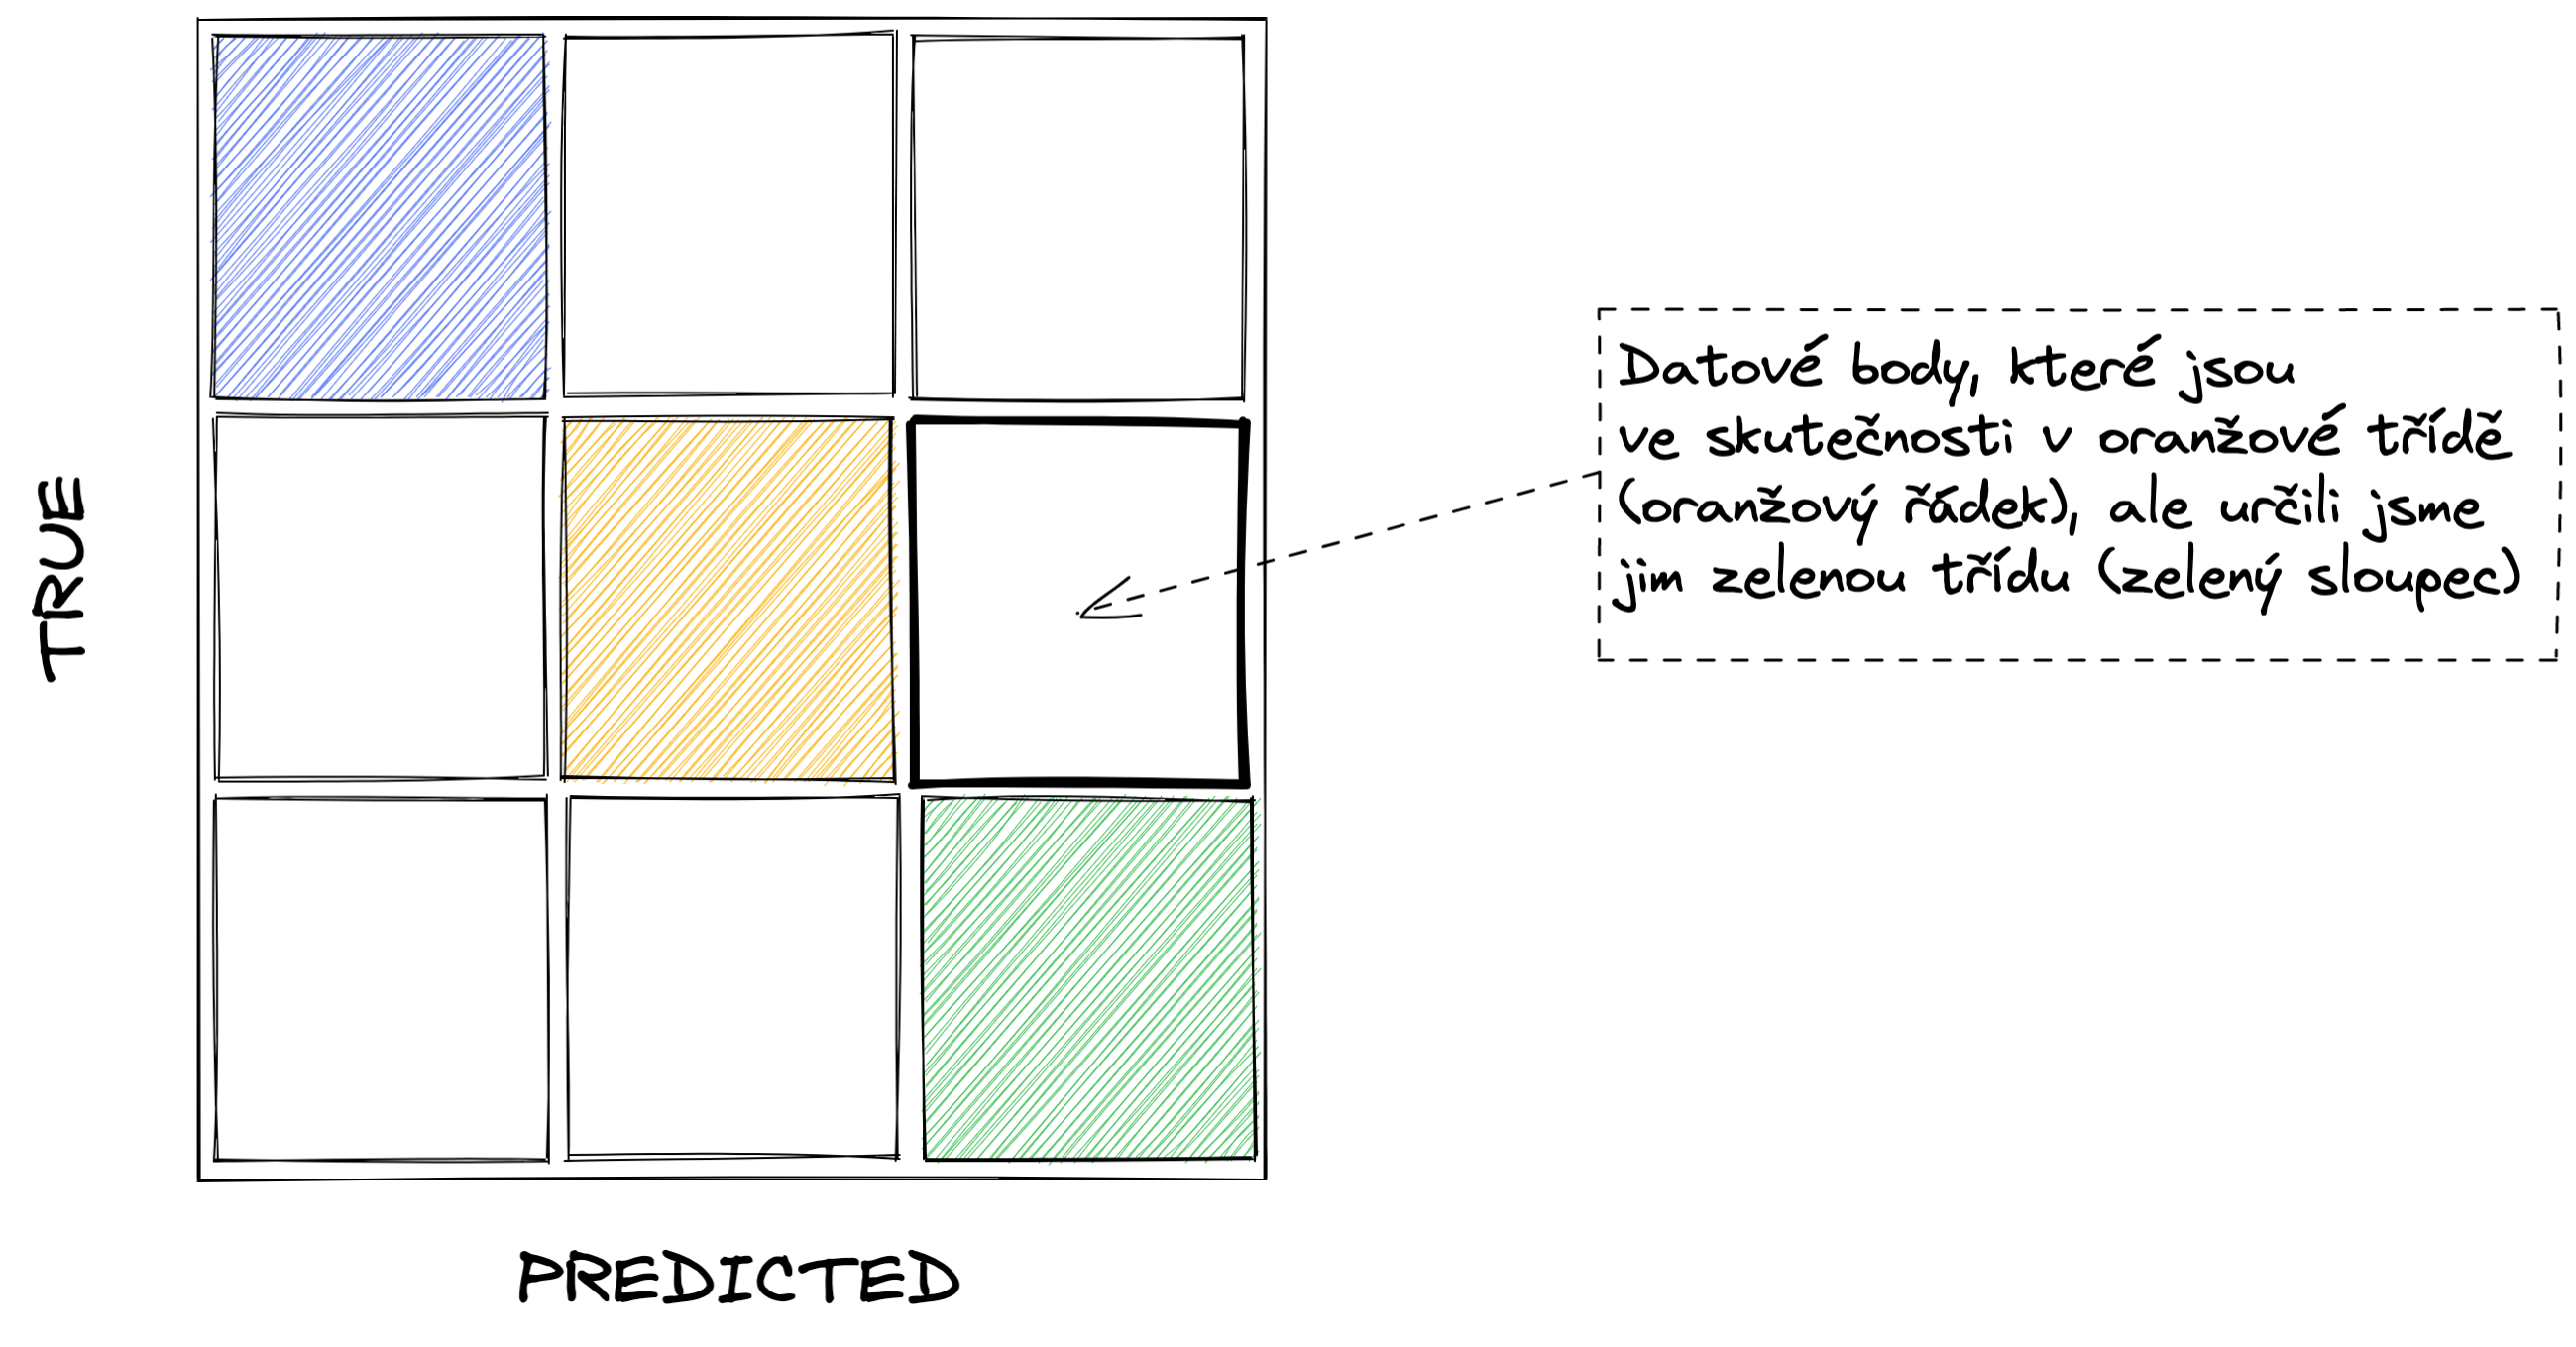 TRUE
Datové body, které jsou
ve skutečnosti v oranžové třídě
(oranžový řádek), ale určili jsme
jim zelenou třídu (zelený sloupec)
PREDICTED